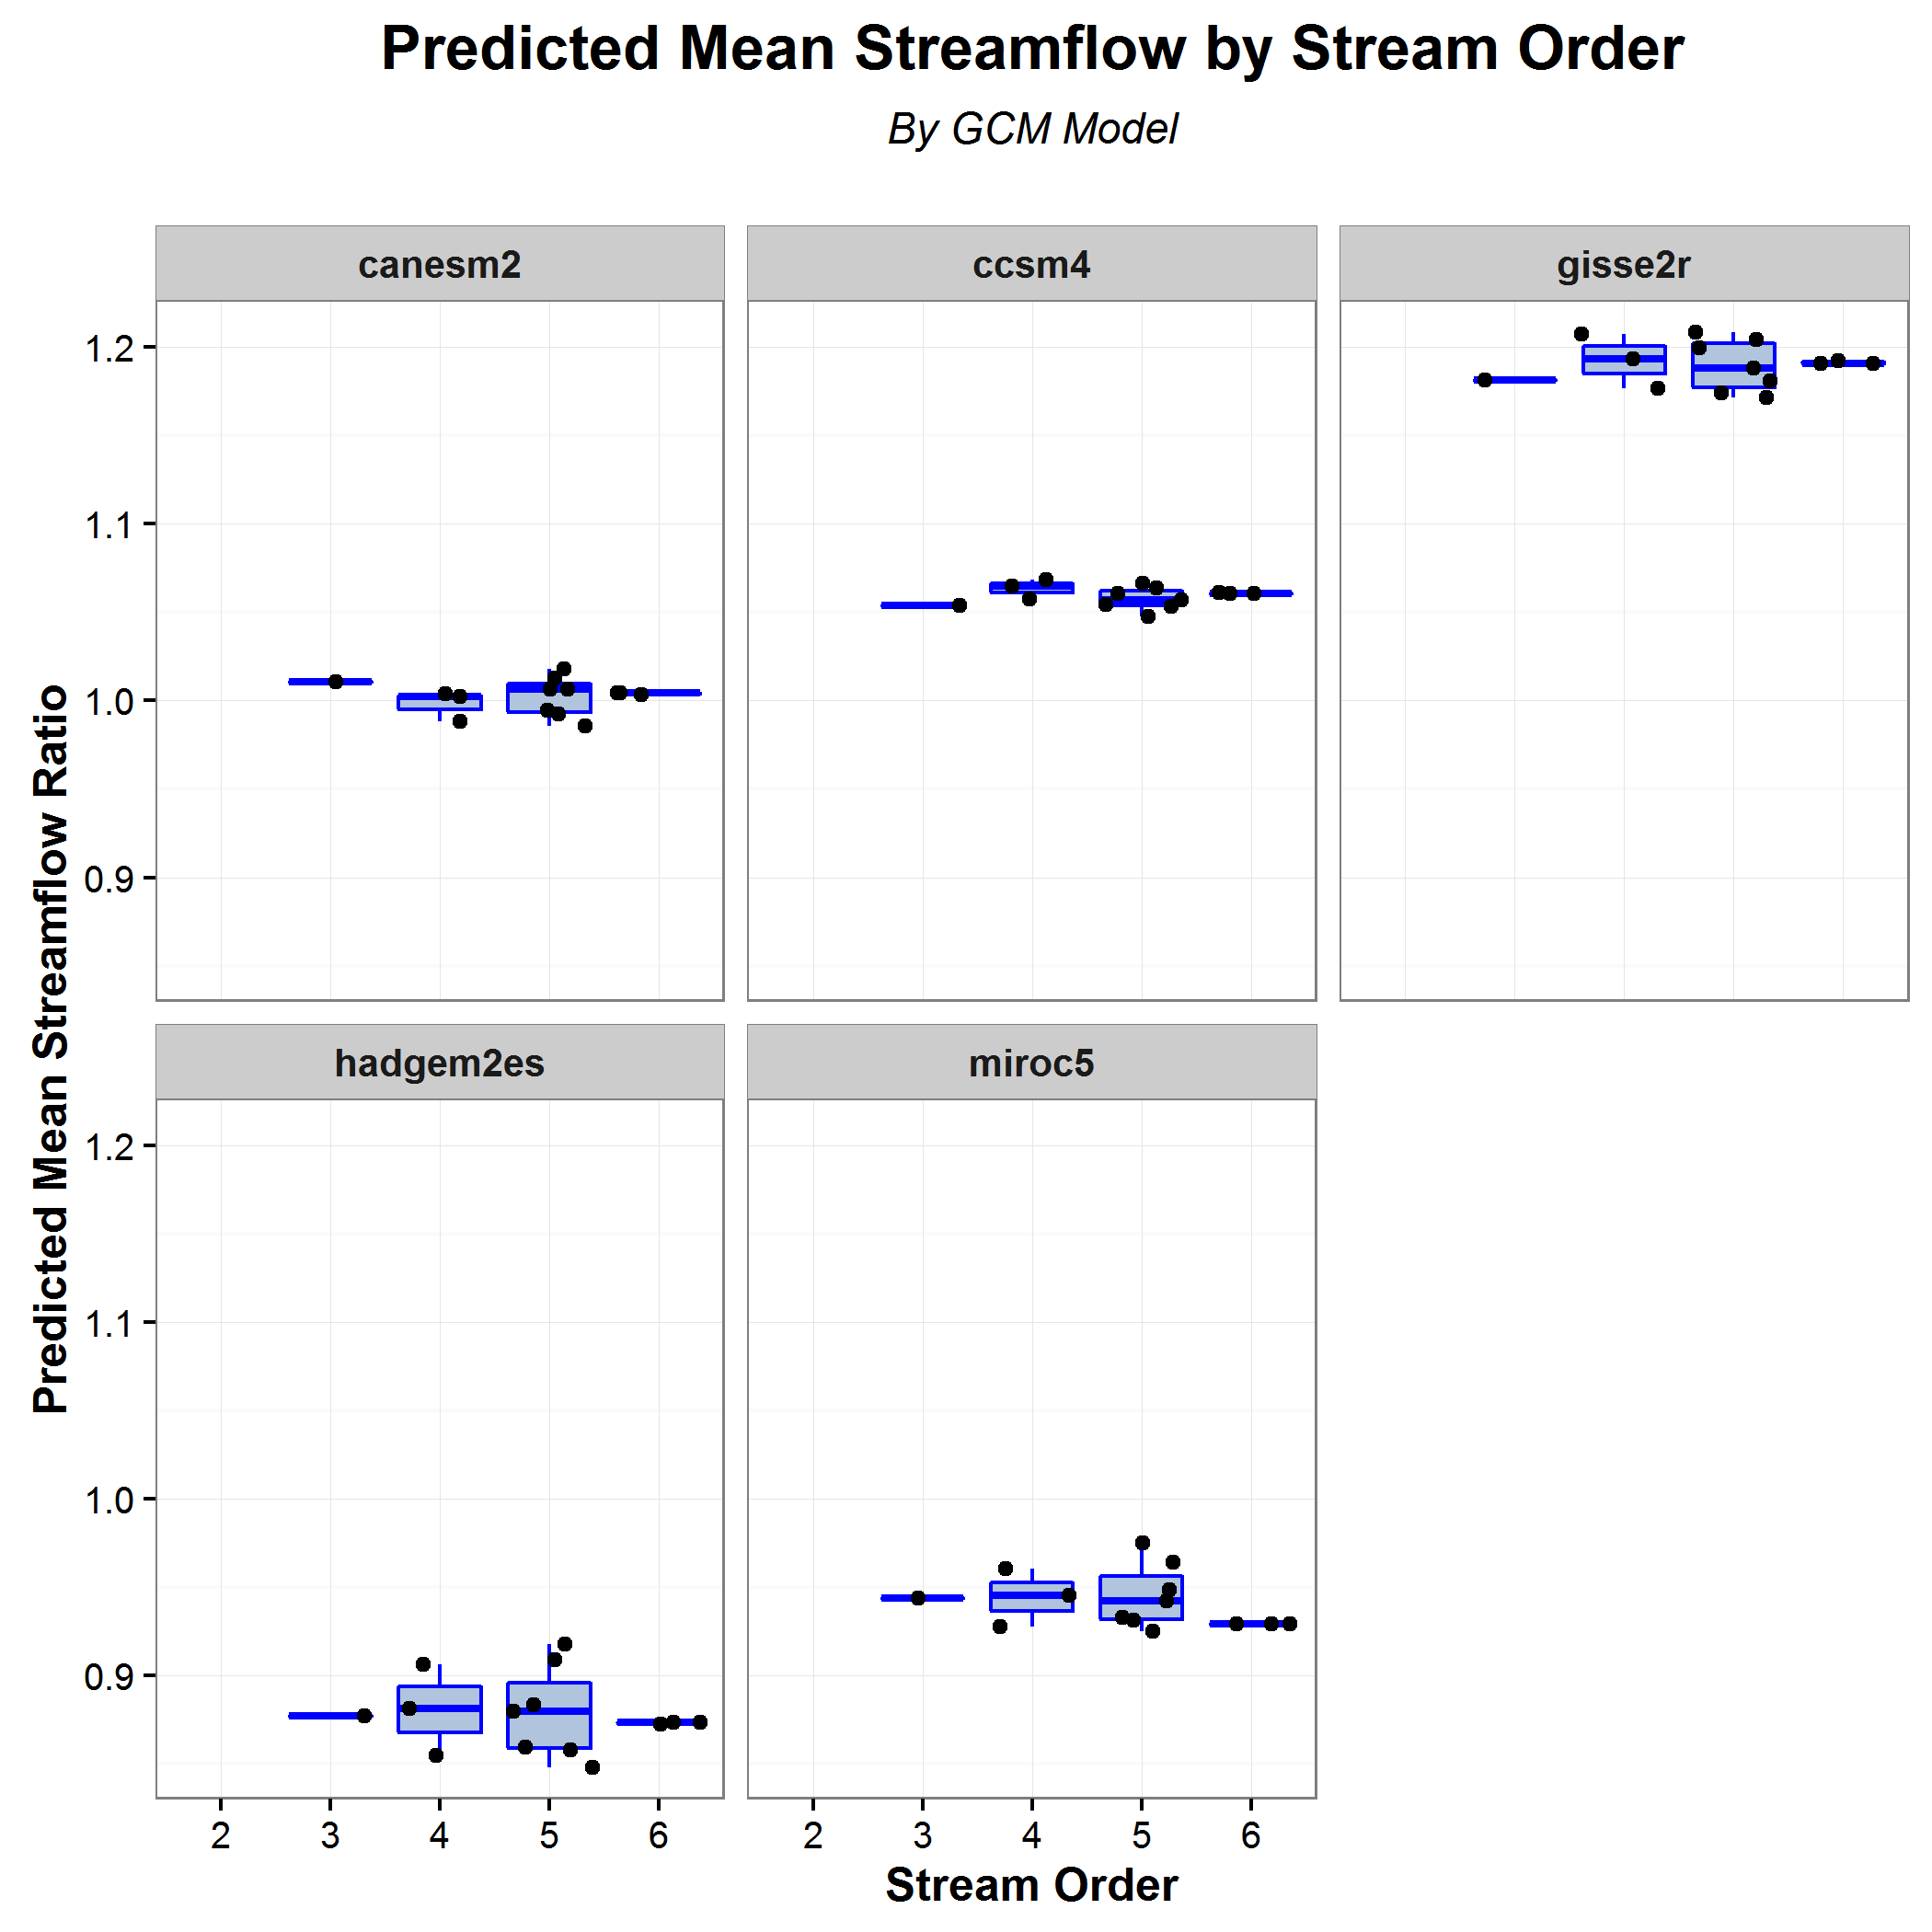 Predicted Mean Streamflow by Stream Order
By GCM Model
canesm2
ccsm4
gisse2r
1.2
1.1
1.0
0.9
Predicted Mean Streamflow Ratio
hadgem2es
miroc5
1.2
1.1
1.0
0.9
2 3 4 5 6
2 3 4 5 6
Stream Order